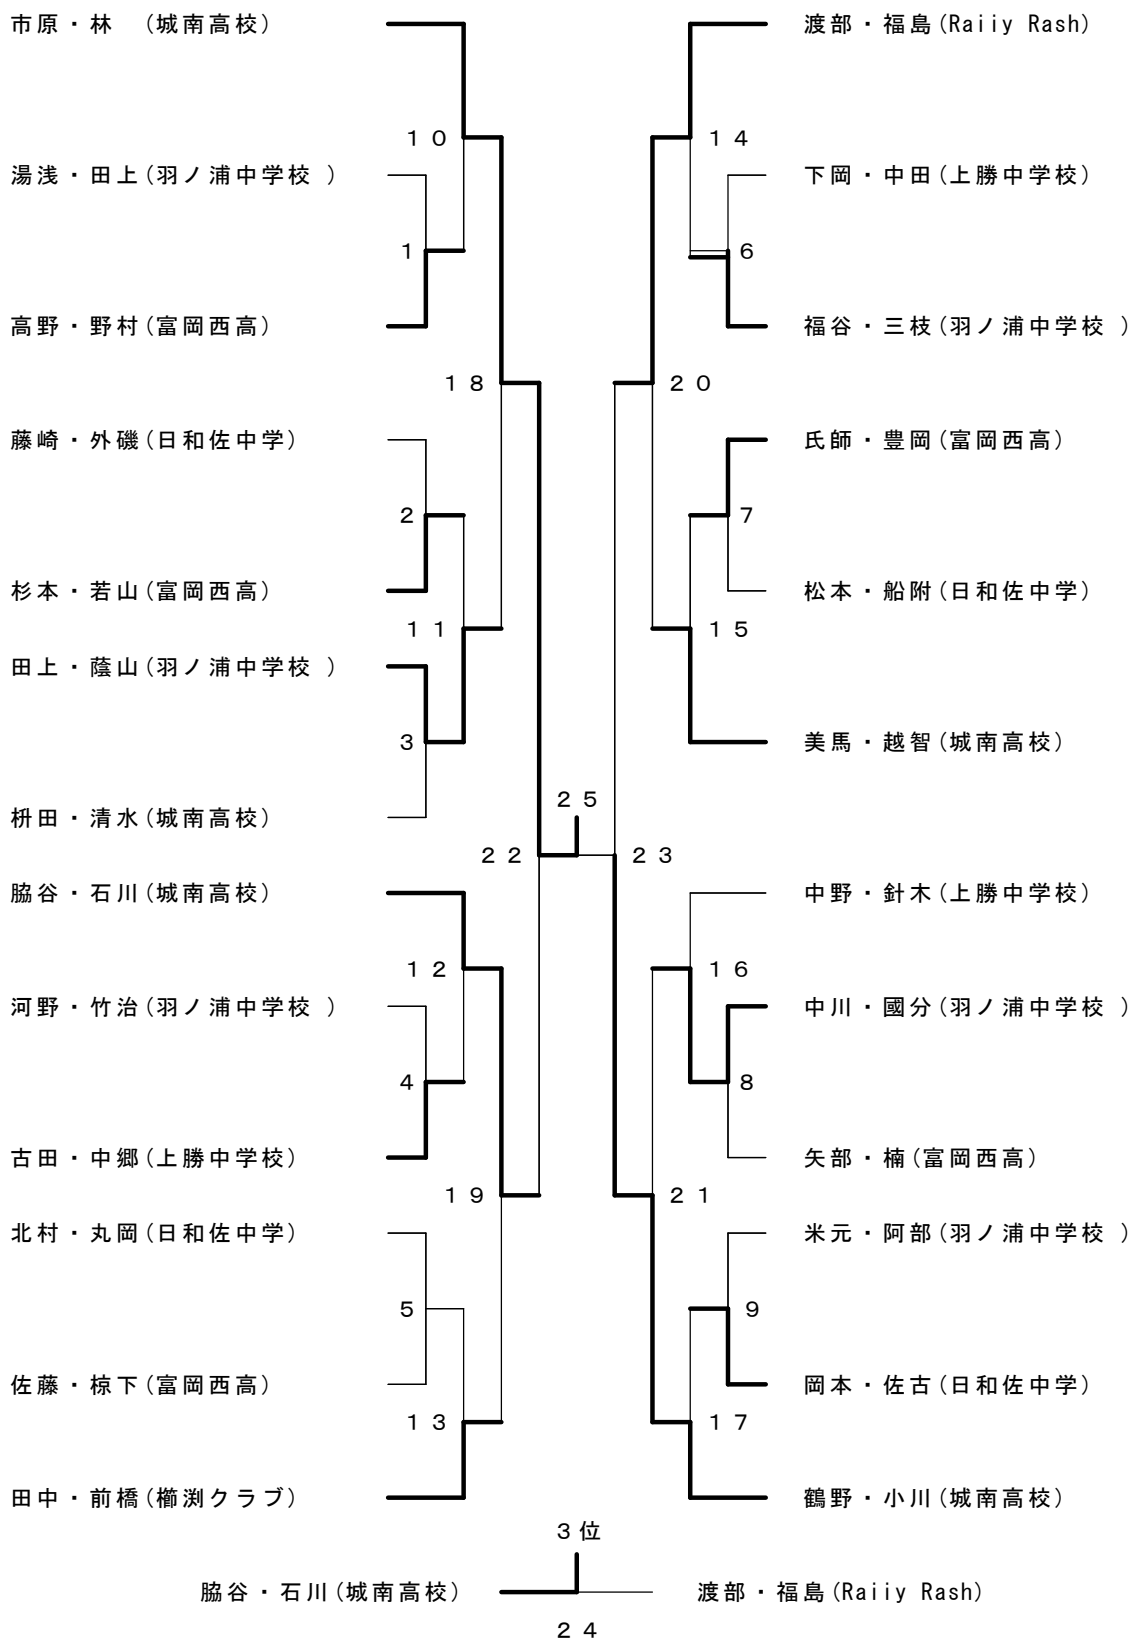 市原・林　(城南高校)
渡部・福島(Raiiy Rash)
10
14
湯浅・田上(羽ノ浦中学校 )
下岡・中田(上勝中学校)
1
6
高野・野村(富岡西高)
福谷・三枝(羽ノ浦中学校 )
18
20
藤崎・外磯(日和佐中学)
氏師・豊岡(富岡西高)
2
7
杉本・若山(富岡西高)
松本・船附(日和佐中学)
11
15
田上・蔭山(羽ノ浦中学校 )
3
美馬・越智(城南高校)
25
枡田・清水(城南高校)
22
23
脇谷・石川(城南高校)
中野・針木(上勝中学校)
12
16
河野・竹治(羽ノ浦中学校 )
中川・國分(羽ノ浦中学校 )
4
8
古田・中郷(上勝中学校)
矢部・楠(富岡西高)
19
21
北村・丸岡(日和佐中学)
米元・阿部(羽ノ浦中学校 )
5
9
佐藤・椋下(富岡西高)
岡本・佐古(日和佐中学)
13
17
田中・前橋(櫛渕クラブ)
鶴野・小川(城南高校)
3位
脇谷・石川(城南高校)
渡部・福島(Raiiy Rash)
24